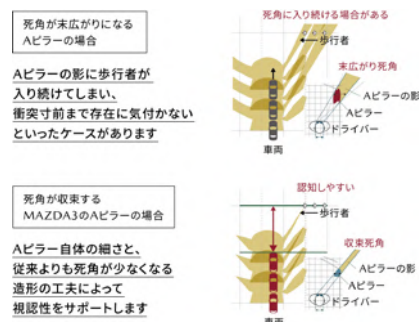 死角が末広がりになる
Aピラーの場合
Aピラーの影に歩行者が
入り続けてしまい、
衝突寸前まで存在に気付かない
といったケースがあります
死角に入り続ける場合がある
歩行者
末広がり死角
Aピラーの影
Aピラー
ドライバー
車両
死角が収束する
MAZDA3のAピラーの場合
Aピラー自体の細さと、
従来よりも死角が少なくなる
造形の工夫によって
視認性をサポートします
認知しやすい
歩行者
収束死角
Aピラーの影
Aピラー
ドライバー
車両